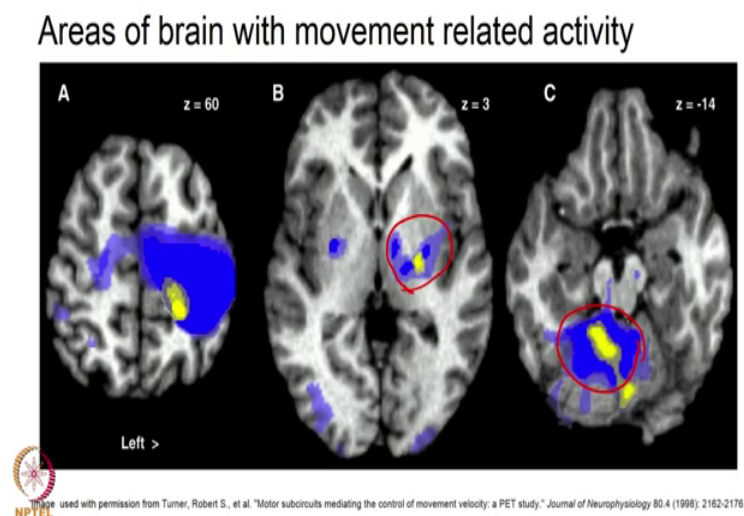 Areas of brain with movement related activity
A
z = 60
B
z = 3
C
z = -14
Left >
NPTEL
Image used with permission from Turner, Robert S., et al. "Motor subcircuits mediating the control of movement velocity: a PET study." Journal of Neurophysiology 80.4 (1998): 2162-2176